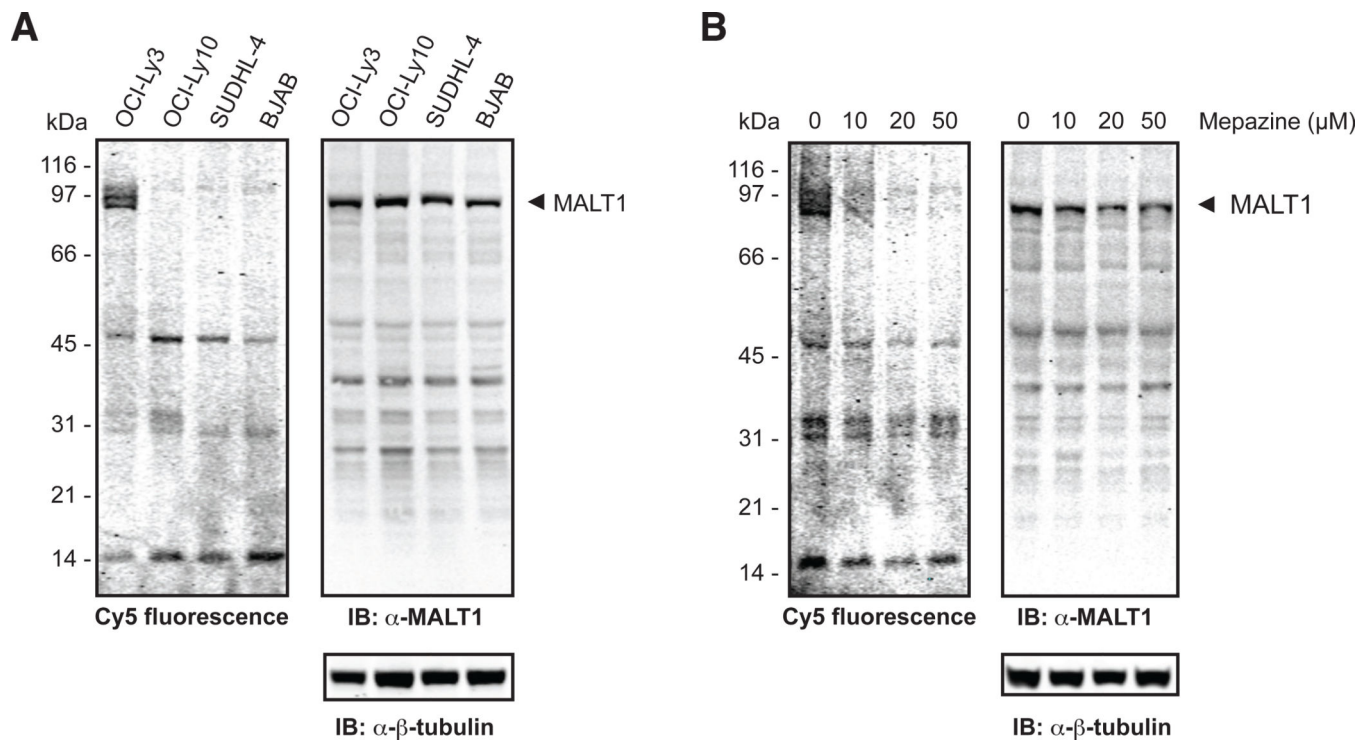 A
OCI-Ly3 OCI-Ly10 SUDHL-4 BJAB OCI-Ly3 OCI-Ly10 SUDHL-4 BJAB
kDa
116 -
97 -
66 -
45 -
31 -
21 -
14 -
MALT1
Cy5 fluorescence IB: α-MALT1
IB: α-β-tubulin
B
kDa 0 10 20 50 0 10 20 50 Mepazine (µM)
116 -
97 -
66 -
45 -
31 -
21 -
14 -
MALT1
Cy5 fluorescence IB: α-MALT1
IB: α-β-tubulin